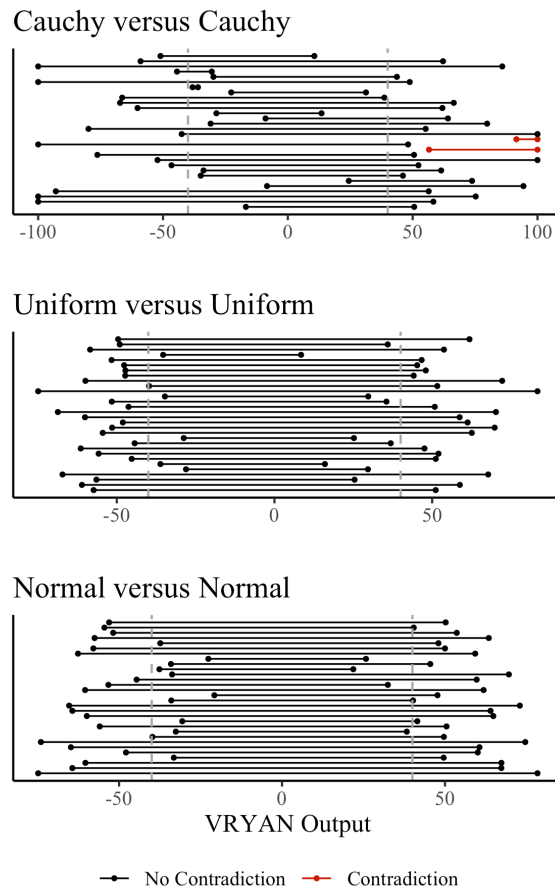 Cauchy versus Cauchy
-100 -50 0 50 100
Uniform versus Uniform
-50 0 50
Normal versus Normal
-50 0 50
VRYAN Output
No Contradiction Contradiction